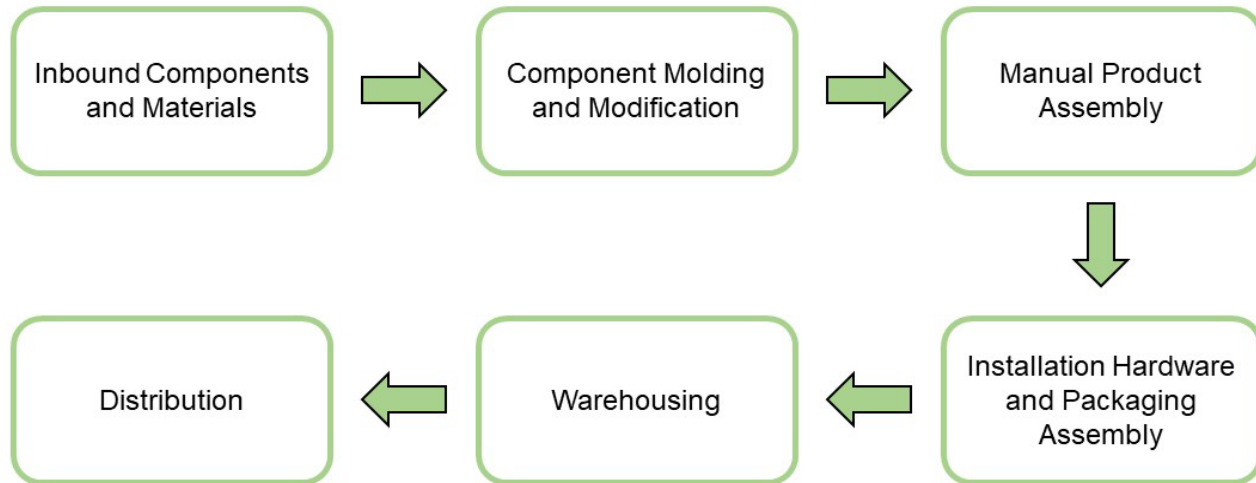 Inbound Components
and Materials
Component Molding
and Modification
Manual Product
Assembly
Installation Hardware
and Packaging
Assembly
Warehousing
Distribution